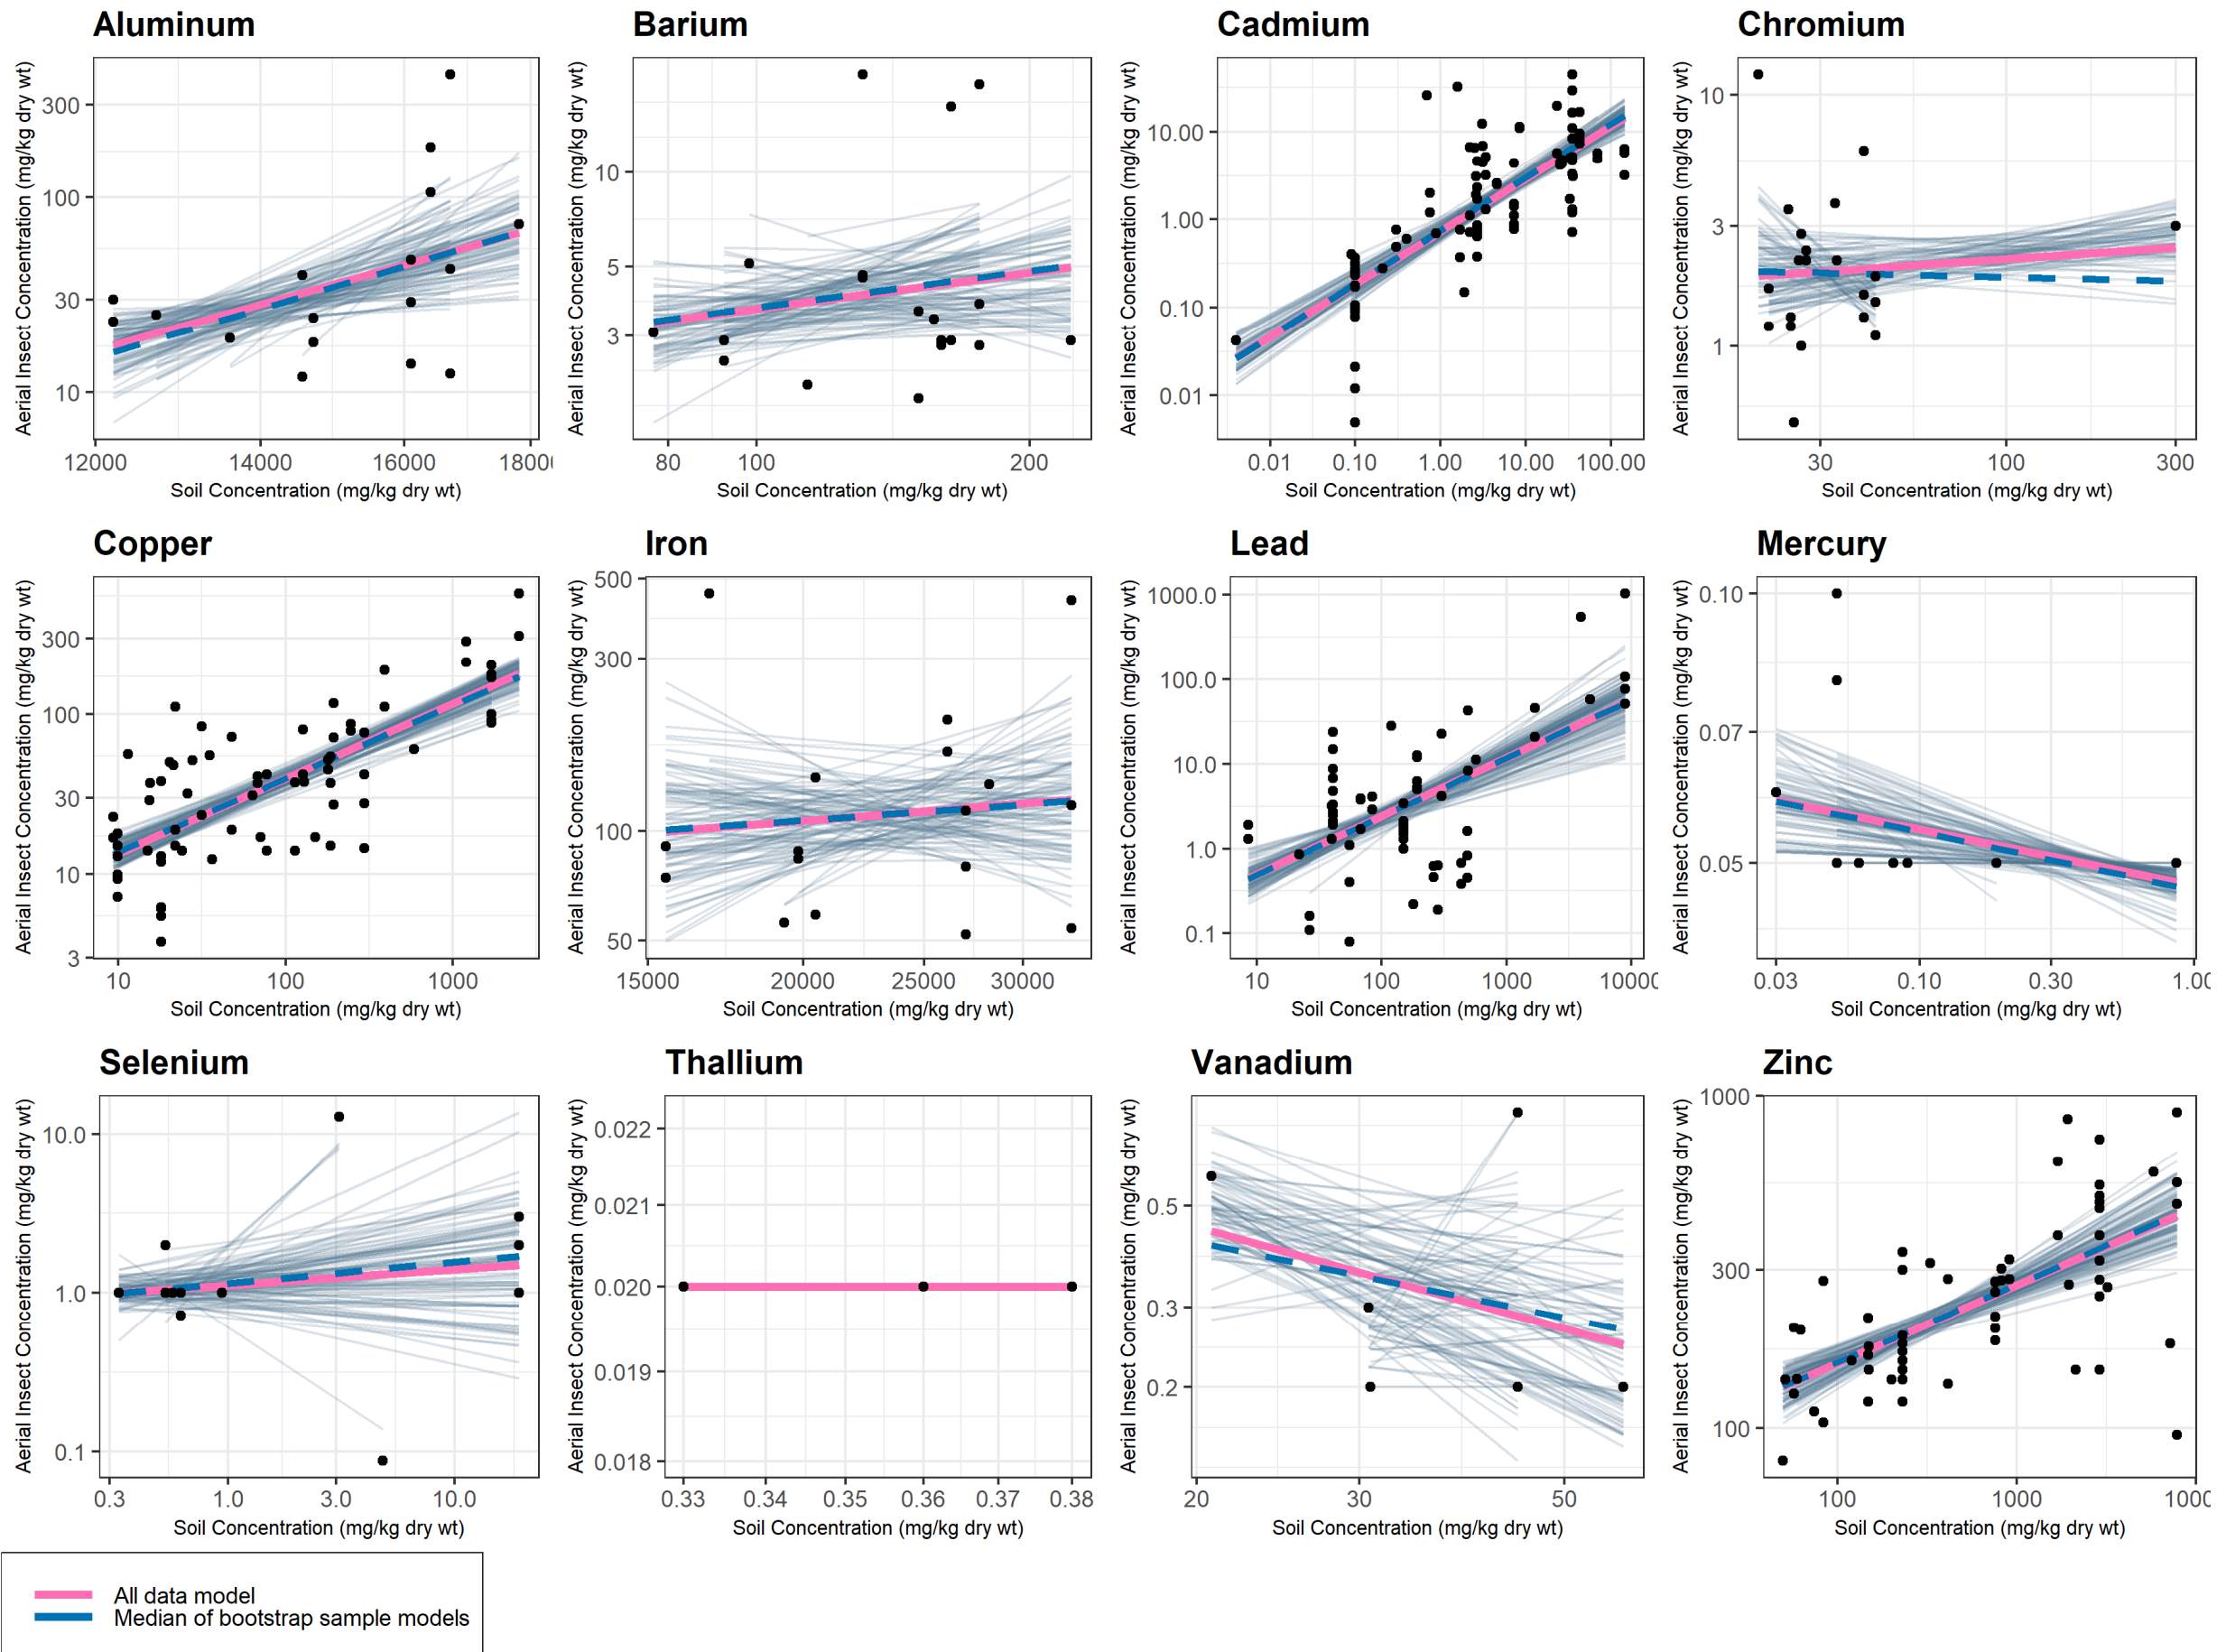 Aluminum
Barium
Cadmium
Chromium
Aerial Insect Concentration (mg/kg dry wt)
300
100
30
10
12000 14000 16000 1800
Soil Concentration (mg/kg dry wt)
Aerial Insect Concentration (mg/kg dry wt)
10
5
3
80 100 200
Soil Concentration (mg/kg dry wt)
Aerial Insect Concentration (mg/kg dry wt)
10.00
1.00
0.10
0.01
0.01 0.10 1.00 10.00 100.00
Soil Concentration (mg/kg dry wt)
Aerial Insect Concentration (mg/kg dry wt)
10
3
1
30 100 300
Soil Concentration (mg/kg dry wt)
Copper
Iron
Lead
Mercury
Aerial Insect Concentration (mg/kg dry wt)
300
100
30
10
3
10 100 1000
Soil Concentration (mg/kg dry wt)
Aerial Insect Concentration (mg/kg dry wt)
500
300
100
50
15000 20000 25000 30000
Soil Concentration (mg/kg dry wt)
Aerial Insect Concentration (mg/kg dry wt)
1000.0
100.0
10.0
1.0
0.1
10 100 1000 1000
Soil Concentration (mg/kg dry wt)
Aerial Insect Concentration (mg/kg dry wt)
0.10
0.07
0.05
0.03 0.10 0.30 1.00
Soil Concentration (mg/kg dry wt)
Selenium
Thallium
Vanadium
Zinc
Aerial Insect Concentration (mg/kg dry wt)
10.0
1.0
0.1
0.3 1.0 3.0 10.0
Soil Concentration (mg/kg dry wt)
Aerial Insect Concentration (mg/kg dry wt)
0.022
0.021
0.020
0.019
0.018
0.33 0.34 0.35 0.36 0.37 0.38
Soil Concentration (mg/kg dry wt)
Aerial Insect Concentration (mg/kg dry wt)
0.5
0.3
0.2
20 30 50
Soil Concentration (mg/kg dry wt)
Aerial Insect Concentration (mg/kg dry wt)
1000
300
100
100 1000 100
Soil Concentration (mg/kg dry wt)
All data model
Median of bootstrap sample models